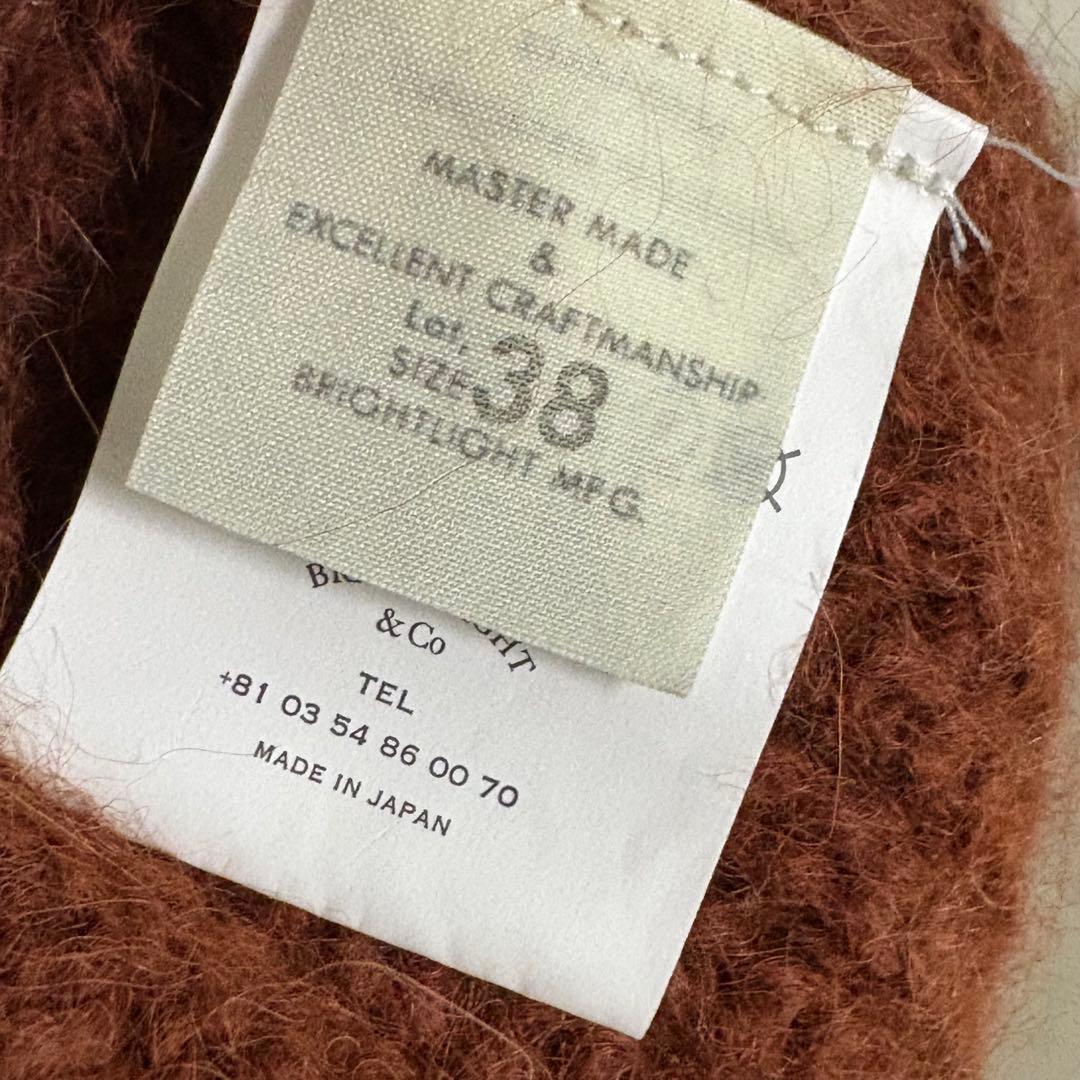 MASTER MADE
&
EXCELLENT CRAFTMANSHIP
Lot,
SIZE 38
BRIGHTLIGHT MFG.
& Co
TEL
+81 03 54 86 00 70
MADE IN JAPAN